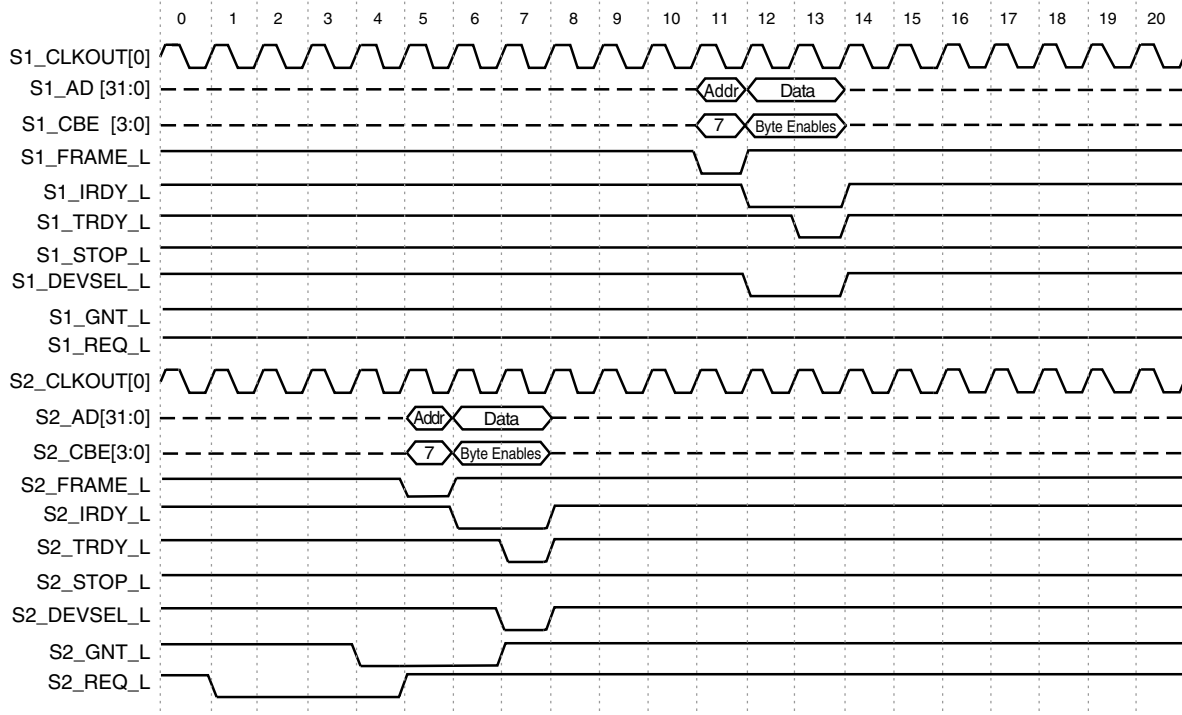 0 1 2 3 4 5 6 7 8 9 10 11 12 13 14 15 16 17 18 19 20
S1_CLKOUT[0]
S1_AD [31:0] Addr Data
S1_CBE [3:0] 7 Byte Enables
S1_FRAME_L
S1_IRDY_L
S1_TRDY_L
S1_STOP_L
S1_DEVSEL_L
S1_GNT_L
S1_REQ_L
S2_CLKOUT[0]
S2_AD[31:0] Addr Data
S2_CBE[3:0] 7 Byte Enables
S2_FRAME_L
S2_IRDY_L
S2_TRDY_L
S2_STOP_L
S2_DEVSEL_L
S2_GNT_L
S2_REQ_L